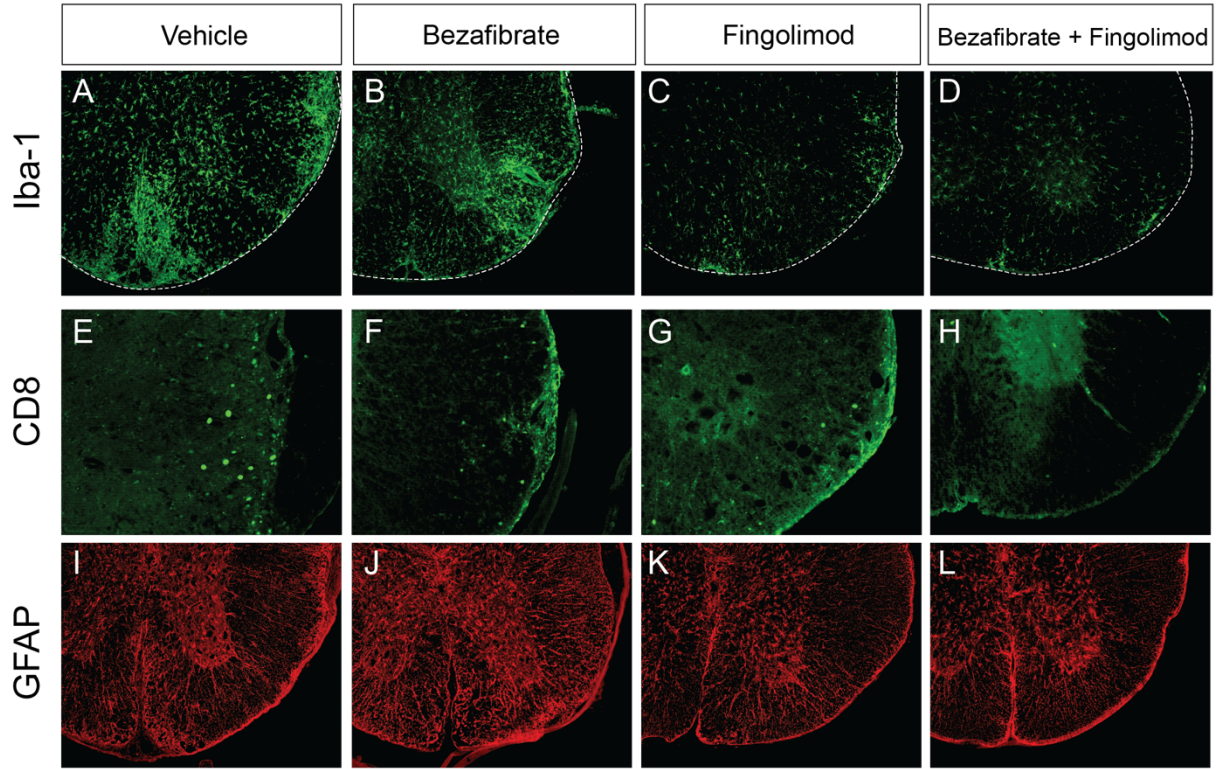 Vehicle
Bezafibrate
Fingolimod
Bezafibrate + Fingolimod
Iba-1
A
B
C
D
CD8
E
F
G
H
GFAP
I
J
K
L